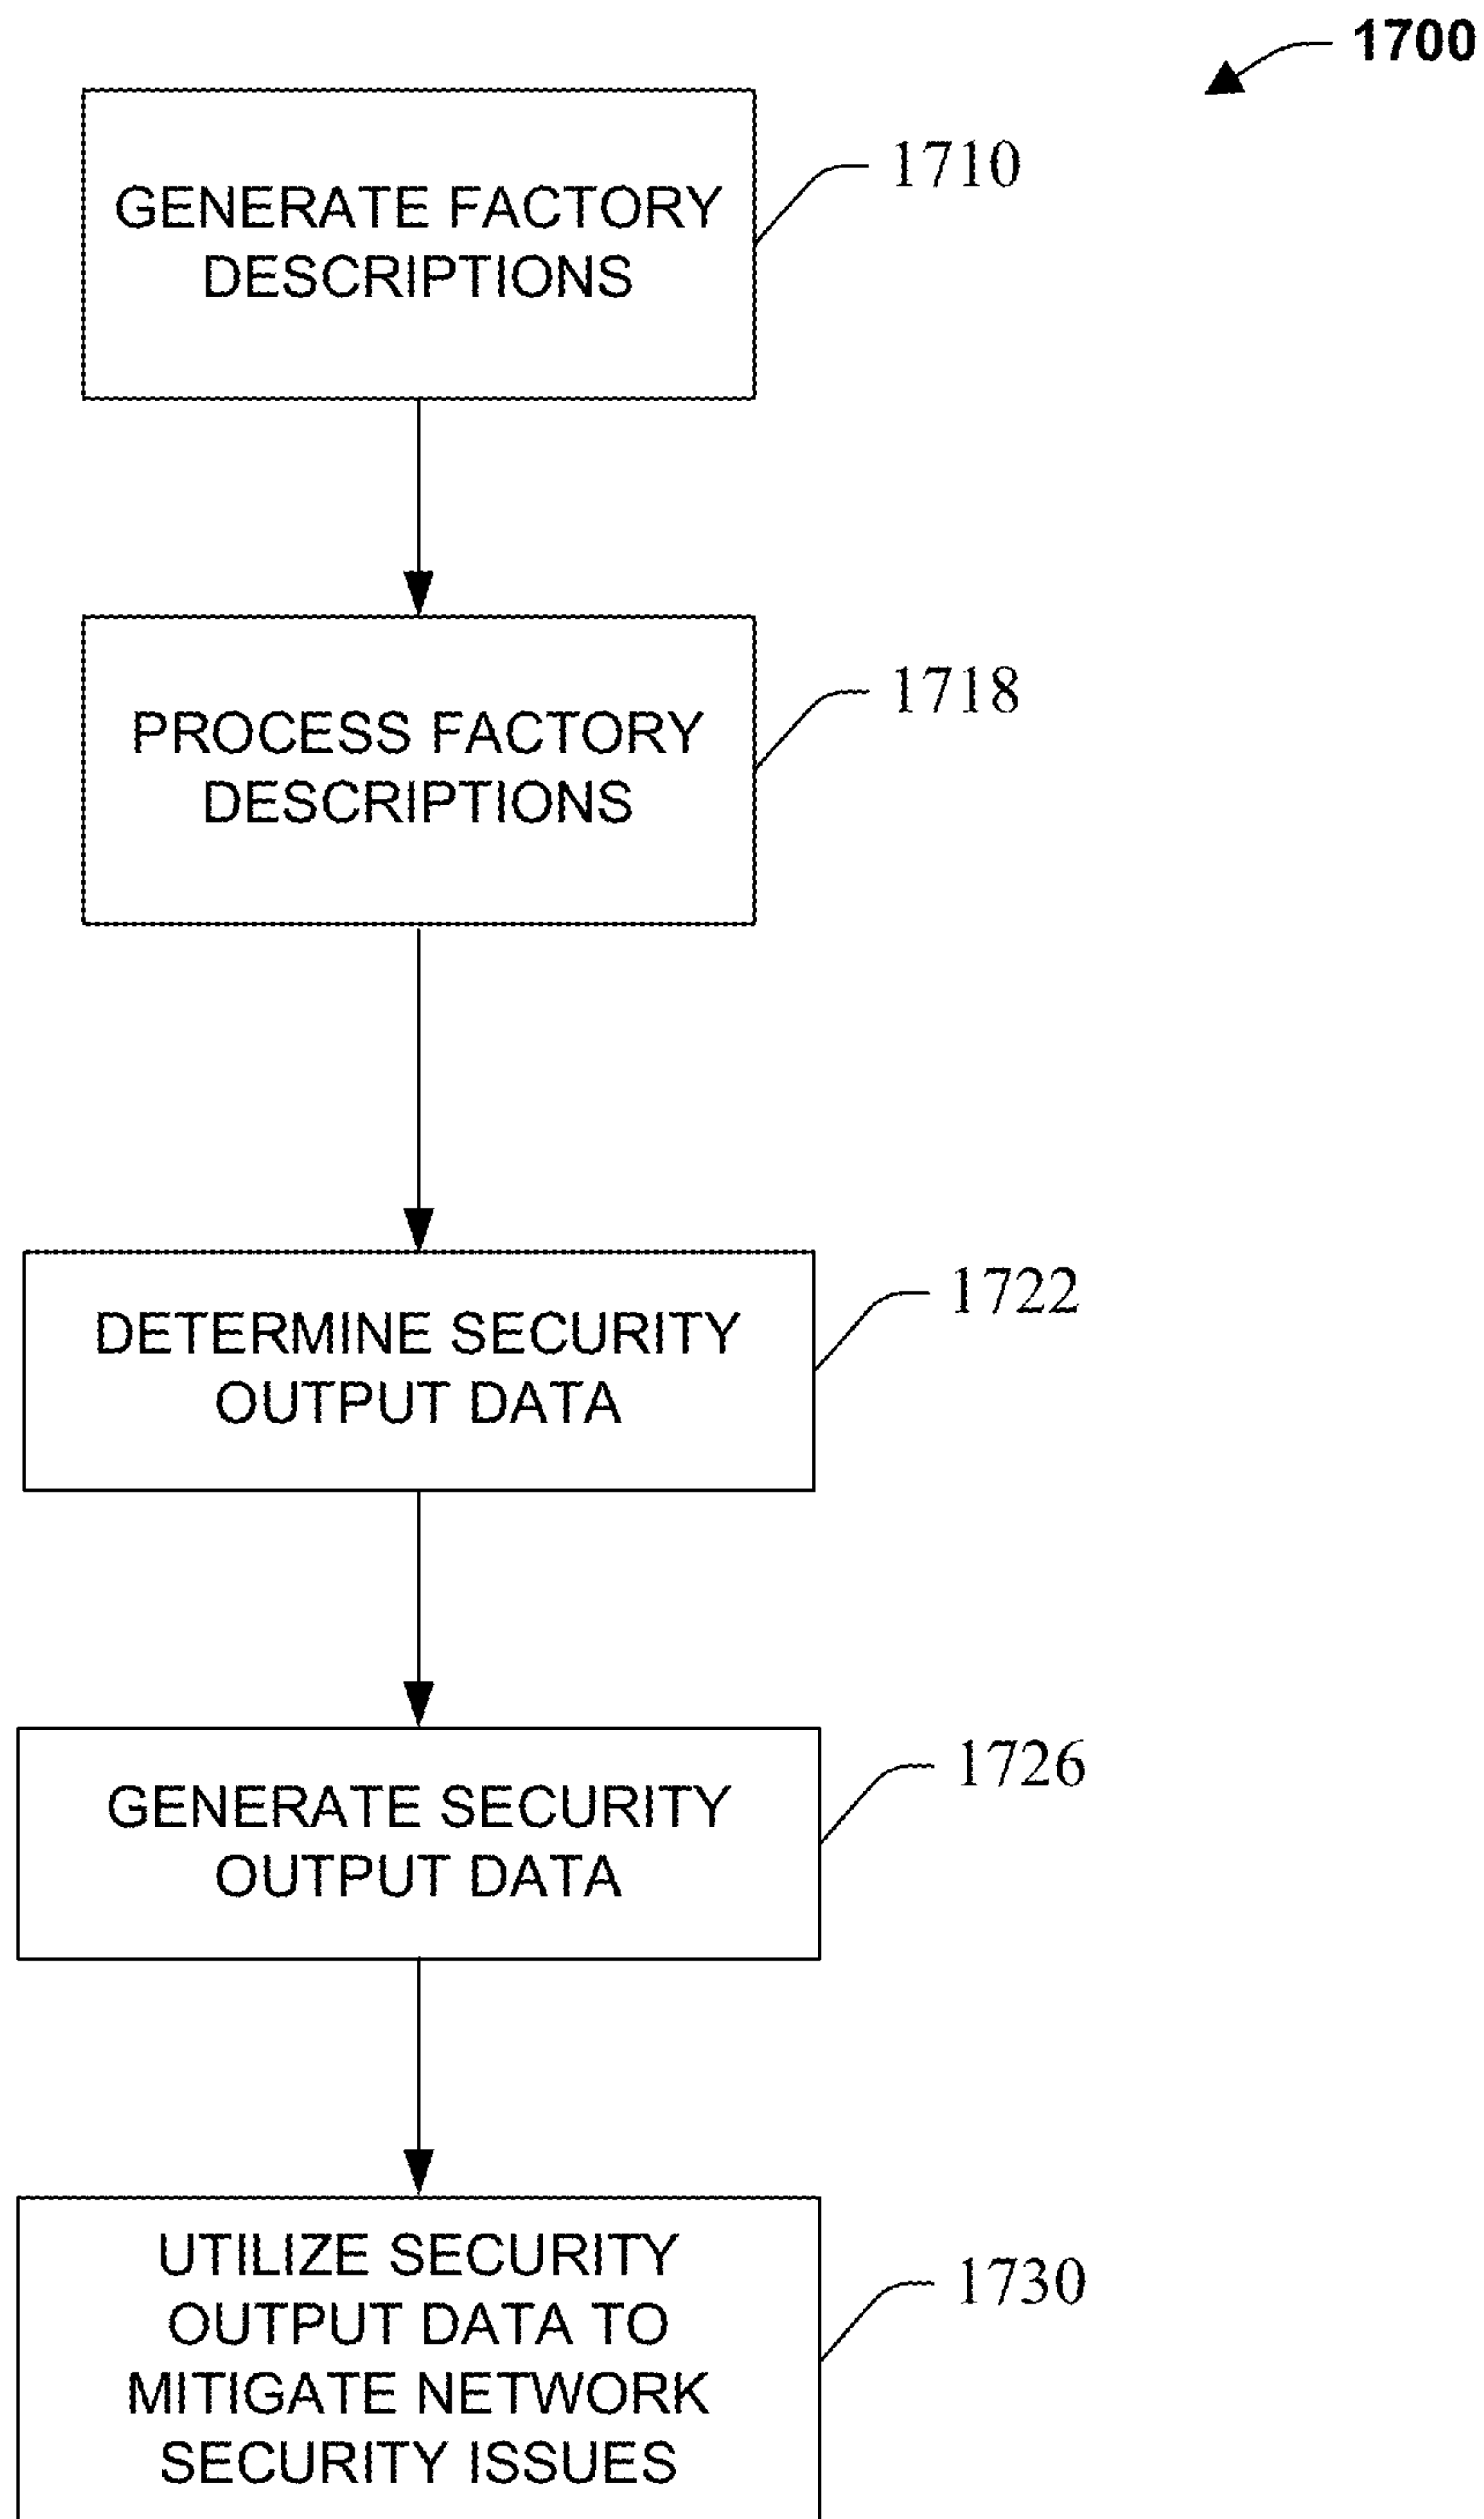 1700
GENERATE FACTORY
DESCRIPTIONS
1710
PROCESS FACTORY
DESCRIPTIONS
1718
DETERMINE SECURITY
OUTPUT DATA
1722
GENERATE SECURITY
OUTPUT DATA
1726
UTILIZE SECURITY
OUTPUT DATA TO
MITIGATE NETWORK
SECURITY ISSUES
1730